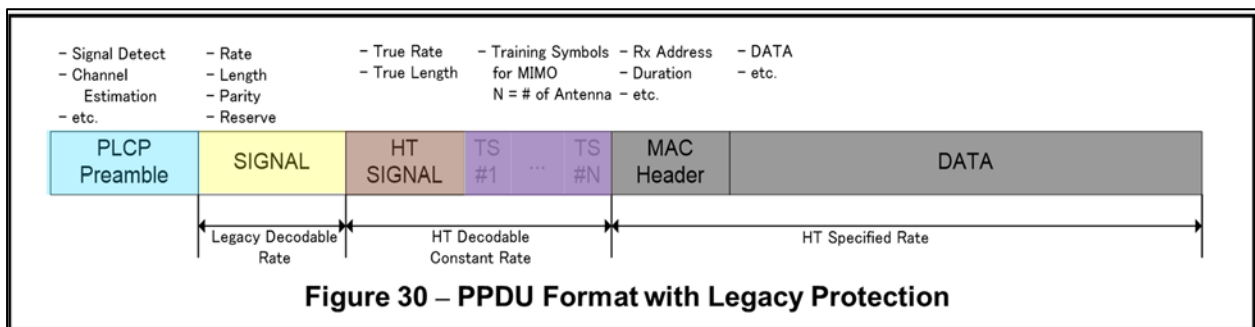 - Signal Detect
- Channel
Estimation
- etc.
- Rate
- Length
- Parity
- Reserve
- True Rate
- True Length
- Training Symbols
for MIMO
N = # of Antenna
- Rx Address
- Duration
- etc.
- DATA
- etc.
PLCP
Preamble
SIGNAL
HT
SIGNAL
TS
#1
...
TS
#N
MAC
Header
DATA
Legacy Decodable
Rate
HT Decodable
Constant Rate
HT Specified Rate
Figure 30 – PPDU Format with Legacy Protection